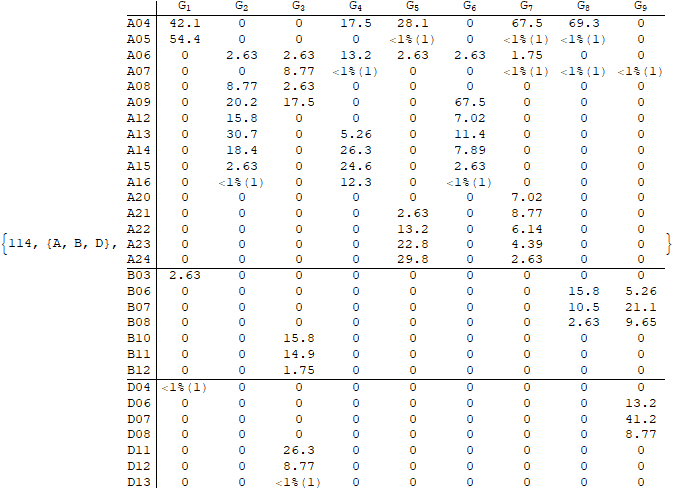 G₁ G₂ G₃ G₄ G₅ G₆ G₇ G₈ G₉
A04 42.1 0 0 17.5 28.1 0 67.5 69.3 0
A05 54.4 0 0 0 <1%(1) 0 <1%(1) <1%(1) 0
A06 0 2.63 2.63 13.2 2.63 2.63 1.75 0 0
A07 0 0 8.77 <1%(1) 0 0 <1%(1) <1%(1) <1%(1)
A08 0 8.77 2.63 0 0 0 0 0 0
A09 0 20.2 17.5 0 0 67.5 0 0 0
A12 0 15.8 0 0 0 7.02 0 0 0
A13 0 30.7 0 5.26 0 11.4 0 0 0
A14 0 18.4 0 26.3 0 7.89 0 0 0
A15 0 2.63 0 24.6 0 2.63 0 0 0
A16 0 <1%(1) 0 12.3 0 <1%(1) 0 0 0
A20 0 0 0 0 0 0 7.02 0 0
A21 0 0 0 0 2.63 0 8.77 0 0
A22 0 0 0 0 13.2 0 6.14 0 0
{114, {A, B, D}, A23 0 0 0 0 22.8 0 4.39 0 0 }
A24 0 0 0 0 29.8 0 2.63 0 0
B03 2.63 0 0 0 0 0 0 0 0
B06 0 0 0 0 0 0 0 15.8 5.26
B07 0 0 0 0 0 0 0 10.5 21.1
B08 0 0 0 0 0 0 0 2.63 9.65
B10 0 0 15.8 0 0 0 0 0 0
B11 0 0 14.9 0 0 0 0 0 0
B12 0 0 1.75 0 0 0 0 0 0
D04 <1%(1) 0 0 0 0 0 0 0 0
D06 0 0 0 0 0 0 0 0 13.2
D07 0 0 0 0 0 0 0 0 41.2
D08 0 0 0 0 0 0 0 0 8.77
D11 0 0 26.3 0 0 0 0 0 0
D12 0 0 8.77 0 0 0 0 0 0
D13 0 0 <1%(1) 0 0 0 0 0 0